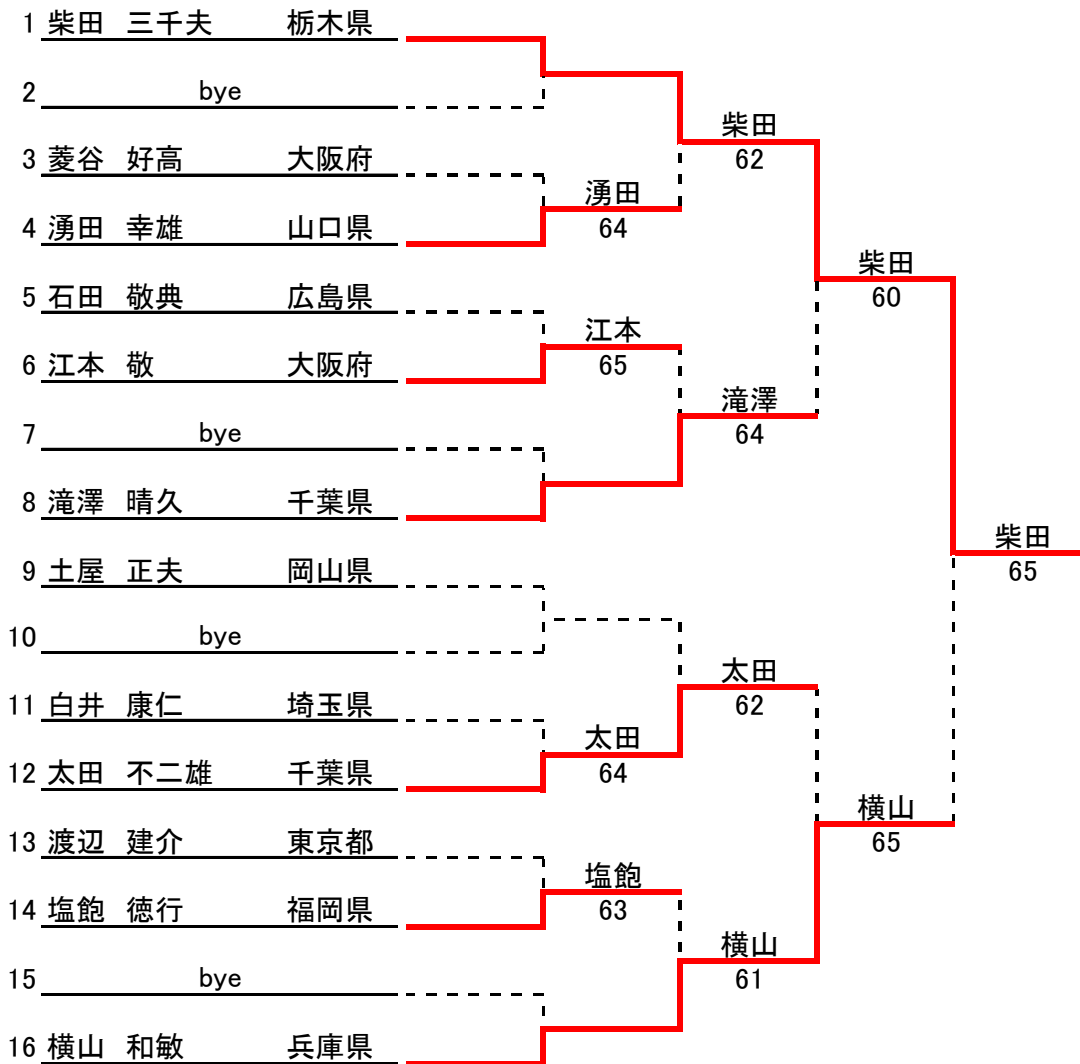 1 柴田 三千夫 栃木県
2 bye
柴田
62
3 菱谷 好高 大阪府
湧田
64
4 湧田 幸雄 山口県
柴田
60
5 石田 敬典 広島県
江本
65
6 江本 敬 大阪府
滝澤
64
7 bye
8 滝澤 晴久 千葉県
柴田
65
9 土屋 正夫 岡山県
10 bye
太田
62
11 白井 康仁 埼玉県
太田
64
12 太田 不二雄 千葉県
横山
65
13 渡辺 建介 東京都
塩飽
63
14 塩飽 徳行 福岡県
横山
61
15 bye
16 横山 和敏 兵庫県